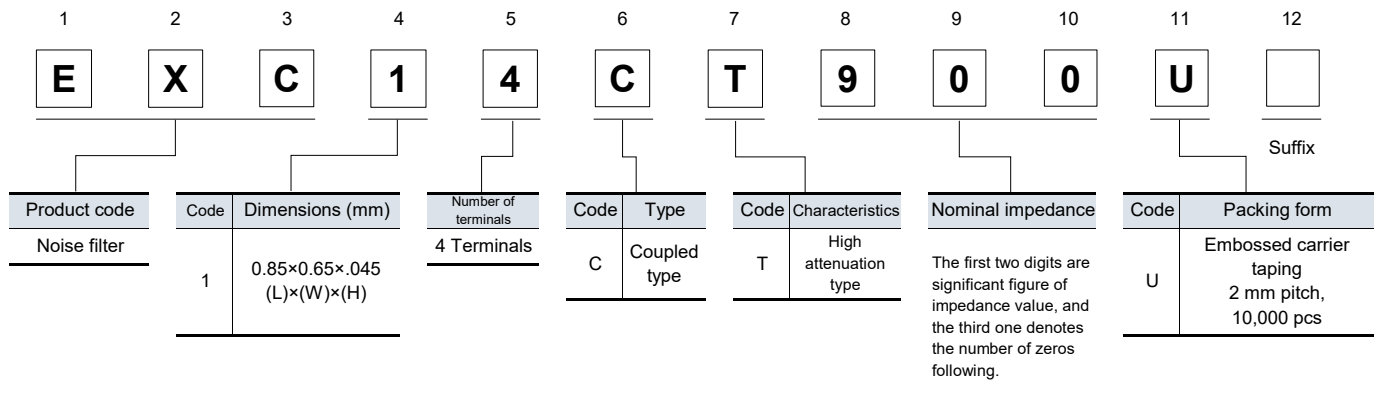 1 2 3 4 5 6 7 8 9 10 11 12
E X C 1 4 C T 9 0 0 U
Suffix
Product code
Noise filter
Code Dimensions (mm)
1
0.85×0.65×.045
(L)×(W)×(H)
Number of
terminals
4 Terminals
Code Type
C
Coupled
type
Code Characteristics
T
High
attenuation
type
Nominal impedance
The first two digits are
significant figure of
impedance value, and
the third one denotes
the number of zeros
following.
Code Packing form
U
Embossed carrier
taping
2 mm pitch,
10,000 pcs